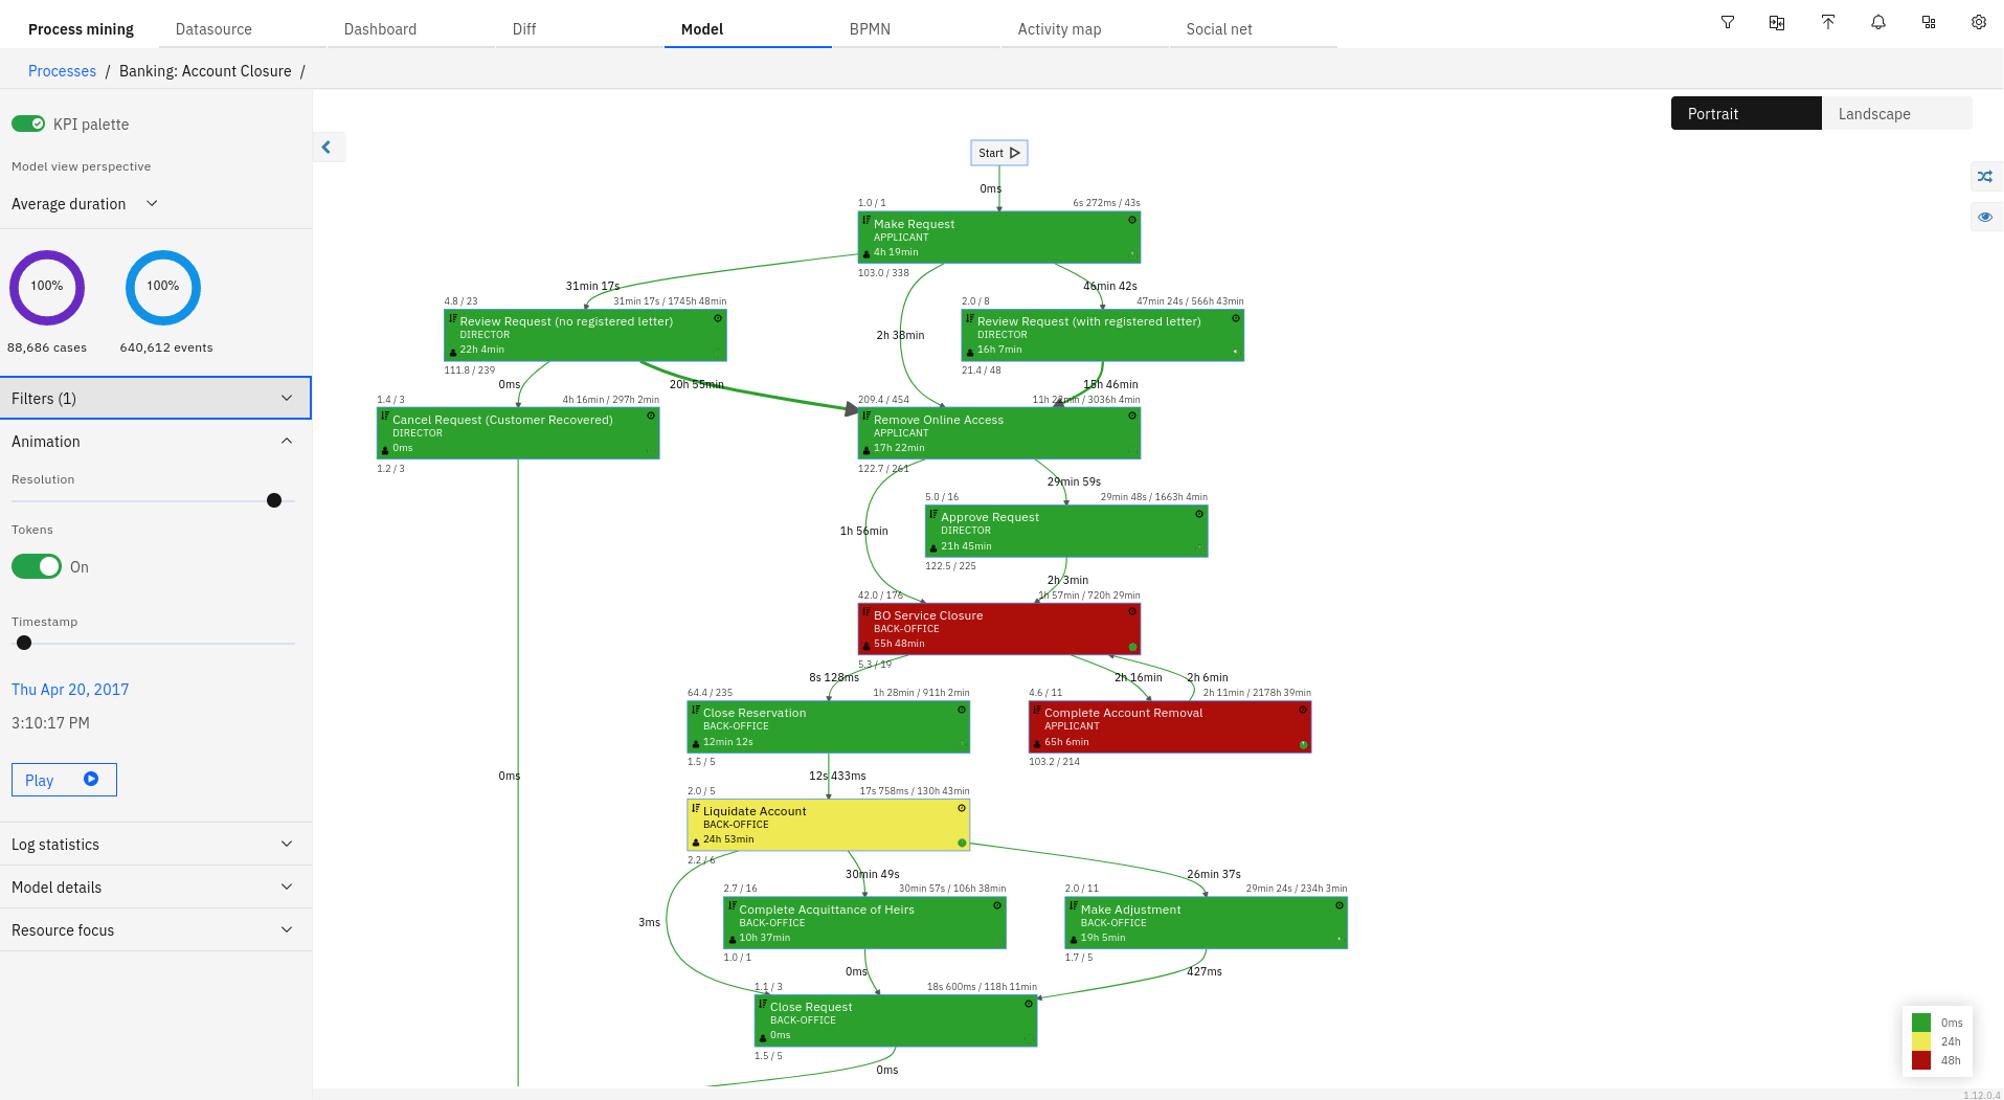 Process mining
Datasource
Dashboard
Diff
Model
BPMN
Activity map
Social net
Processes / Banking: Account Closure /
KPI palette
Model view perspective
Average duration
100%
100%
88,686 cases
640,612 events
Filters (1)
Animation
Resolution
Tokens
On
Timestamp
Thu Apr 20, 2017
3:10:17 PM
Play
Log statistics
Model details
Resource focus
Portrait
Landscape
Start
0ms
1.0 / 1
6s 272ms / 43s
Make Request
APPLICANT
4h 19min
103.0 / 338
31min 17s
46min 42s
2h 38min
4.8 / 23
31min 17s / 1745h 48min
Review Request (no registered letter)
DIRECTOR
22h 4min
111.8 / 239
2.0 / 8
47min 24s / 566h 43min
Review Request (with registered letter)
DIRECTOR
16h 7min
21.4 / 48
0ms
20h 55min
15h 46min
1.4 / 3
4h 16min / 297h 2min
Cancel Request (Customer Recovered)
DIRECTOR
0ms
1.2 / 3
209.4 / 454
/ 3036h 4min
Remove Online Access
APPLICANT
17h 22min
122.7 / 261
29min 59s
1h 56min
5.0 / 16
29min 48s / 1663h 4min
Approve Request
DIRECTOR
21h 45min
122.5 / 225
2h 3min
42.0 / 176
1h 57min / 720h 29min
BO Service Closure
BACK-OFFICE
55h 48min
5.3 / 19
8s 128ms
2h 16min
2h 6min
64.4 / 235
1h 28min / 911h 2min
Close Reservation
BACK-OFFICE
12min 12s
1.5 / 5
4.6 / 11
2h 11min / 2178h 39min
Complete Account Removal
APPLICANT
65h 6min
103.2 / 214
0ms
12s 433ms
2.0 / 5
17s 758ms / 130h 43min
Liquidate Account
BACK-OFFICE
24h 53min
2.2 / 6
30min 49s
26min 37s
3ms
2.7 / 16
30min 57s / 106h 38min
Complete Acquittance of Heirs
BACK-OFFICE
10h 37min
1.0 / 1
2.0 / 11
29min 24s / 234h 3min
Make Adjustment
BACK-OFFICE
19h 5min
1.7 / 5
0ms
427ms
1.1 / 3
18s 600ms / 118h 11min
Close Request
BACK-OFFICE
0ms
1.5 / 5
0ms
0ms
24h
48h
1.12.0.4